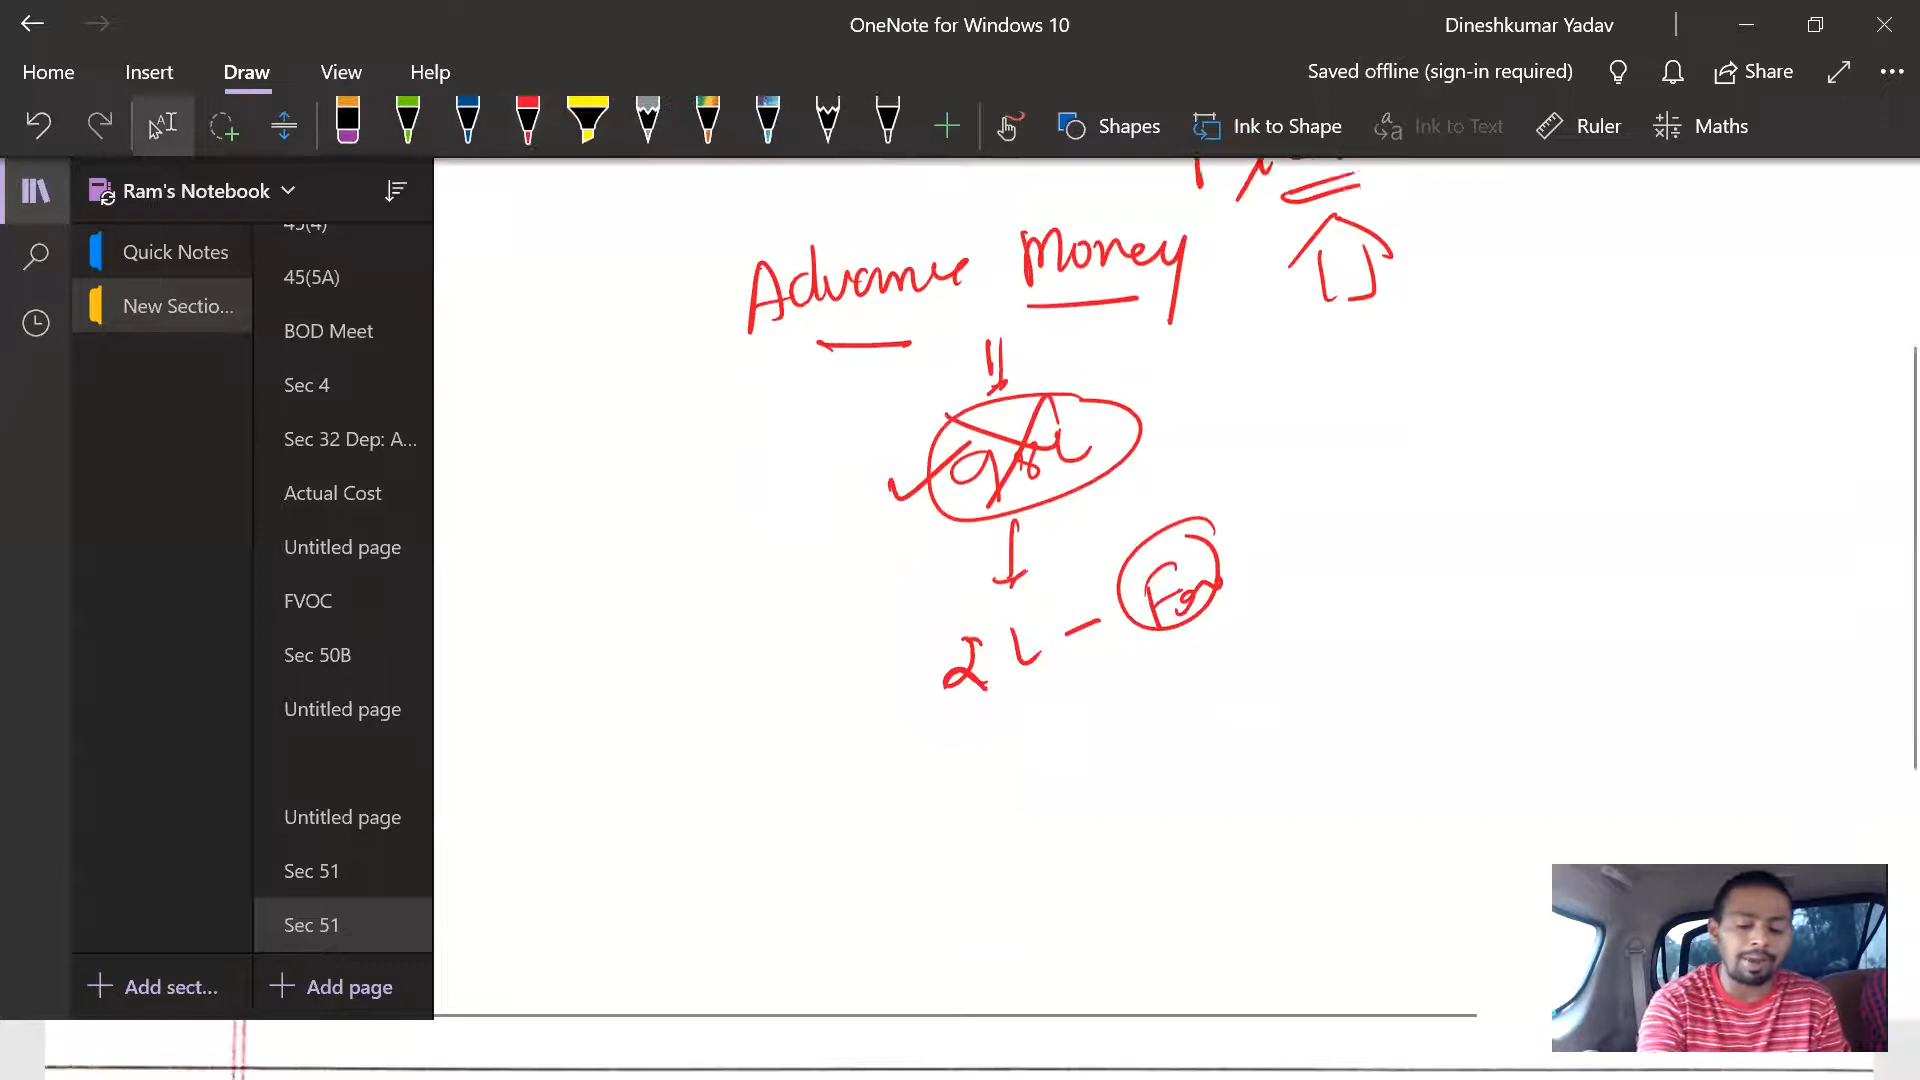 OneNote for Windows 10
Dineshkumar Yadav
Home Insert Draw View Help
Saved offline (sign-in required) Share
Shapes Ink to Shape Ink to Text Ruler Maths
Ram's Notebook
Quick Notes
New Sectio...
45(4)
45(5A)
BOD Meet
Sec 4
Sec 32 Dep: A...
Actual Cost
Untitled page
FVOC
Sec 50B
Untitled page
Untitled page
Sec 51
Sec 51
Add sect...
Add page
Advance Money
2 L -